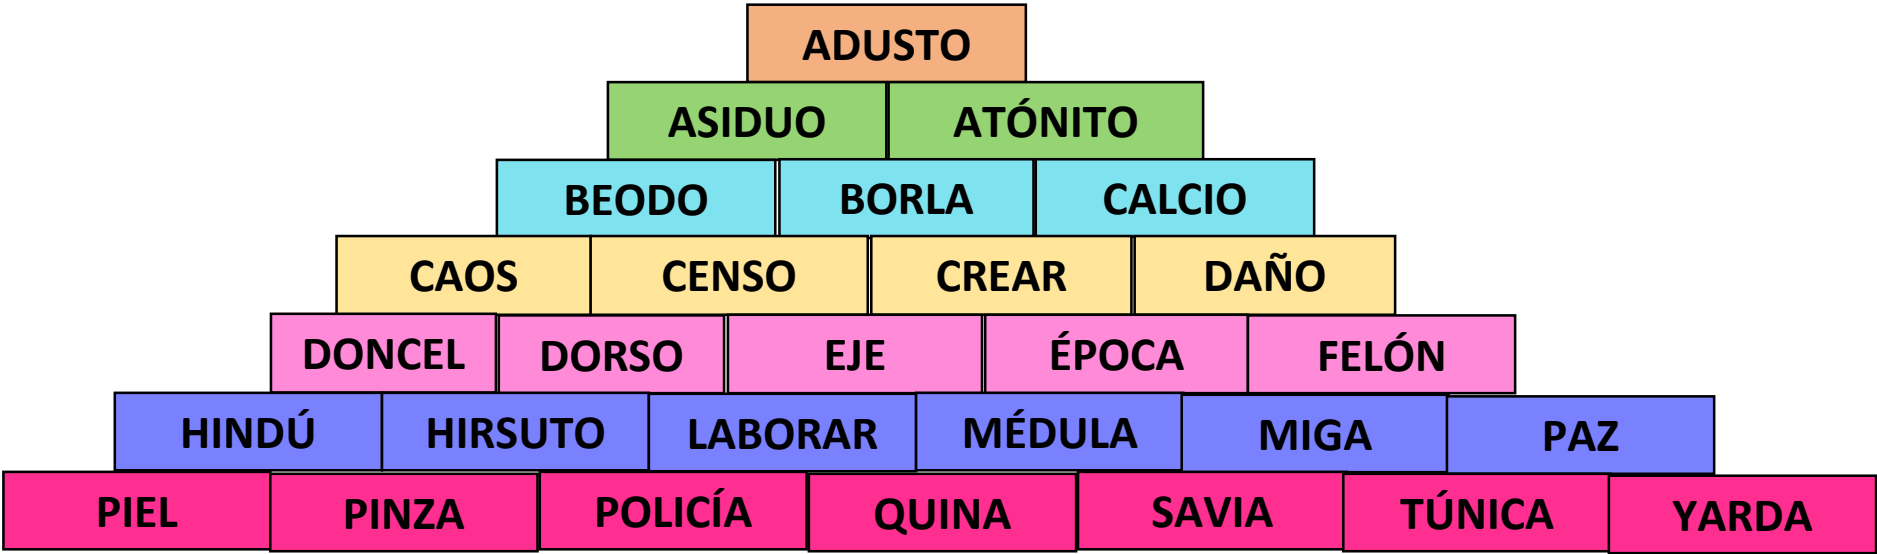 ADUSTO
ASIDUO ATÓNITO
BEODO BORLA CALCIO
CAOS CENSO CREAR DAÑO
DONCEL DORSO EJE ÉPOCA FELÓN
HINDÚ HIRSUTO LABORAR MÉDULA MIGA PAZ
PIEL PINZA POLICÍA QUINA SAVIA TÚNICA YARDA